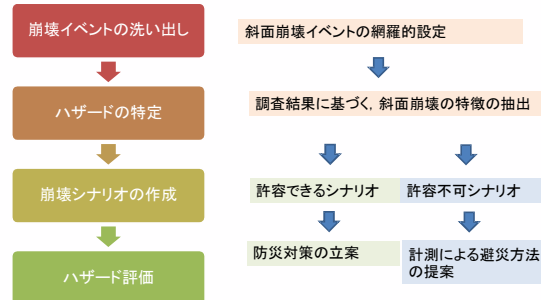 崩壊イベントの洗い出し
斜面崩壊イベントの網羅的設定
ハザードの特定
調査結果に基づく，斜面崩壊の特徴の抽出
崩壊シナリオの作成
許容できるシナリオ
許容不可シナリオ
防災対策の立案
計測による避災方法
の提案
ハザード評価